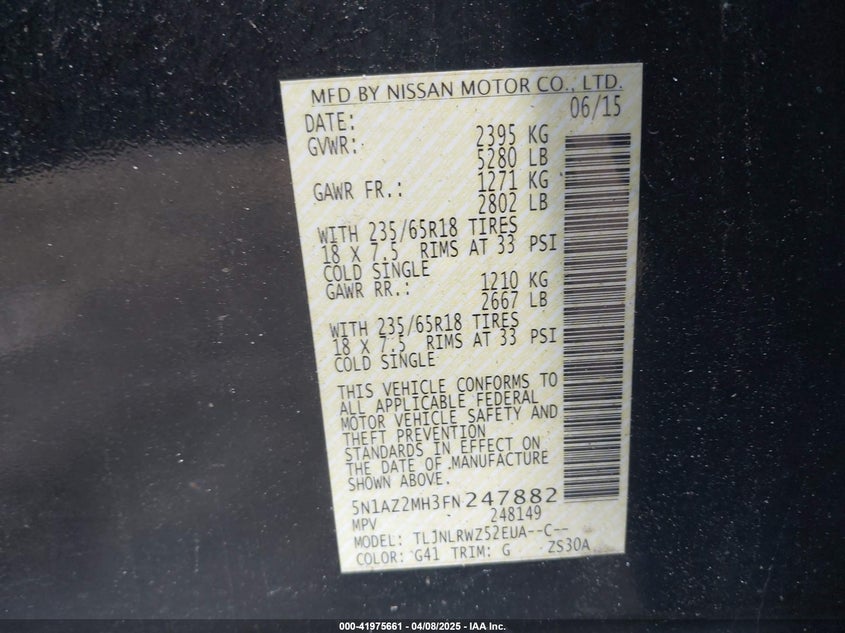 MFD BY NISSAN MOTOR CO., LTD.
DATE: 06/15
GVWR: 2395 KG
5280 LB
GAWR FR.: 1271 KG
2802 LB
WITH 235/65R18 TIRES
18 X 7.5 RIMS AT 33 PSI
COLD SINGLE
GAWR RR.: 1210 KG
2667 LB
WITH 235/65R18 TIRES
18 X 7.5 RIMS AT 33 PSI
COLD SINGLE
THIS VEHICLE CONFORMS TO
ALL APPLICABLE FEDERAL
MOTOR VEHICLE SAFETY AND
THEFT PREVENTION
STANDARDS IN EFFECT ON
THE DATE OF MANUFACTURE
SHOWN ABOVE.
5N1AZ2MH3FN247882
MPV 248149
MODEL: TLJNLRWZ52EUA--C--
COLOR: G41 TRIM: G ZS30A
000-41975661 - 04/08/2025 - IAA Inc.